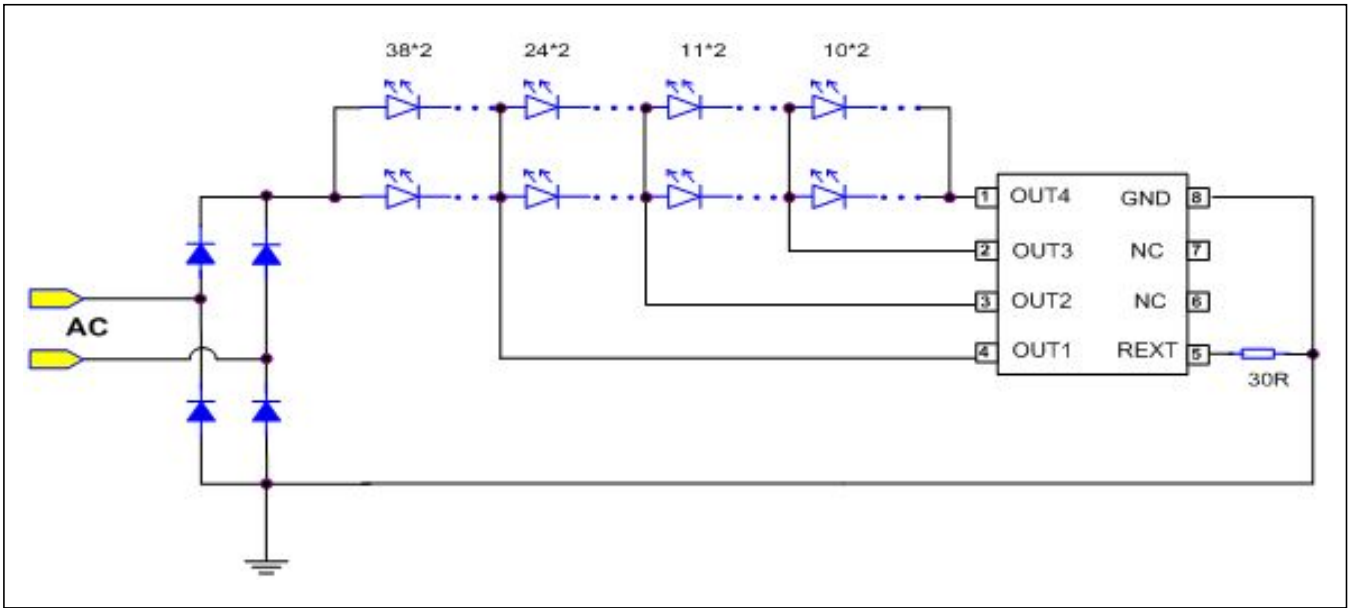 38*2 24*2 11*2 10*2
1 OUT4 GND 8
2 OUT3 NC 7
AC
3 OUT2 NC 6
4 OUT1 REXT 5
30R